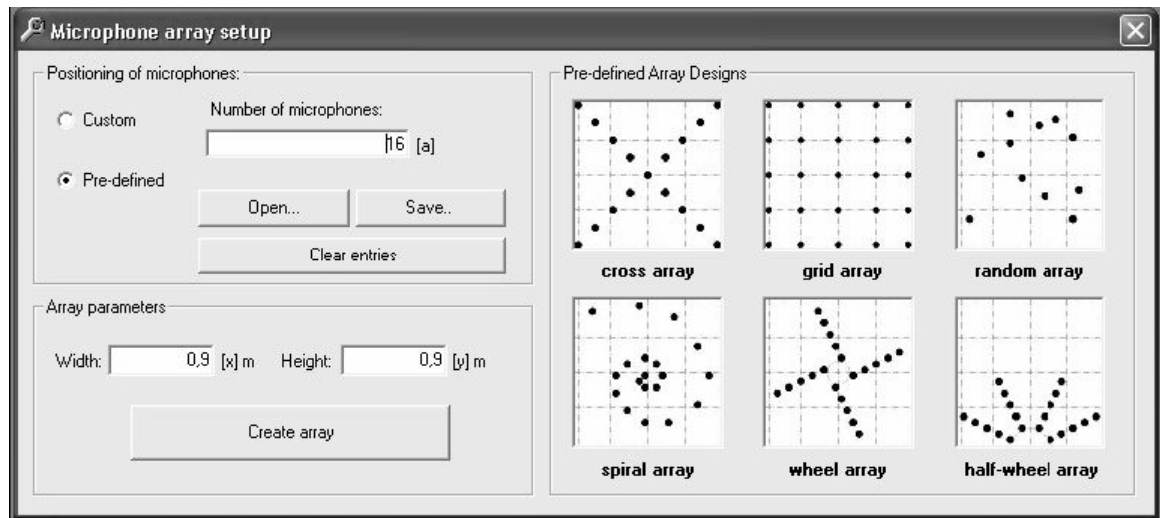 Microphone array setup
Positioning of microphones:
Custom
Number of microphones:
16 [a]
Pre-defined
Open...
Save..
Clear entries
Array parameters
Width: 0,9 [x] m Height: 0,9 [y] m
Create array
Pre-defined Array Designs
cross array
grid array
random array
spiral array
wheel array
half-wheel array